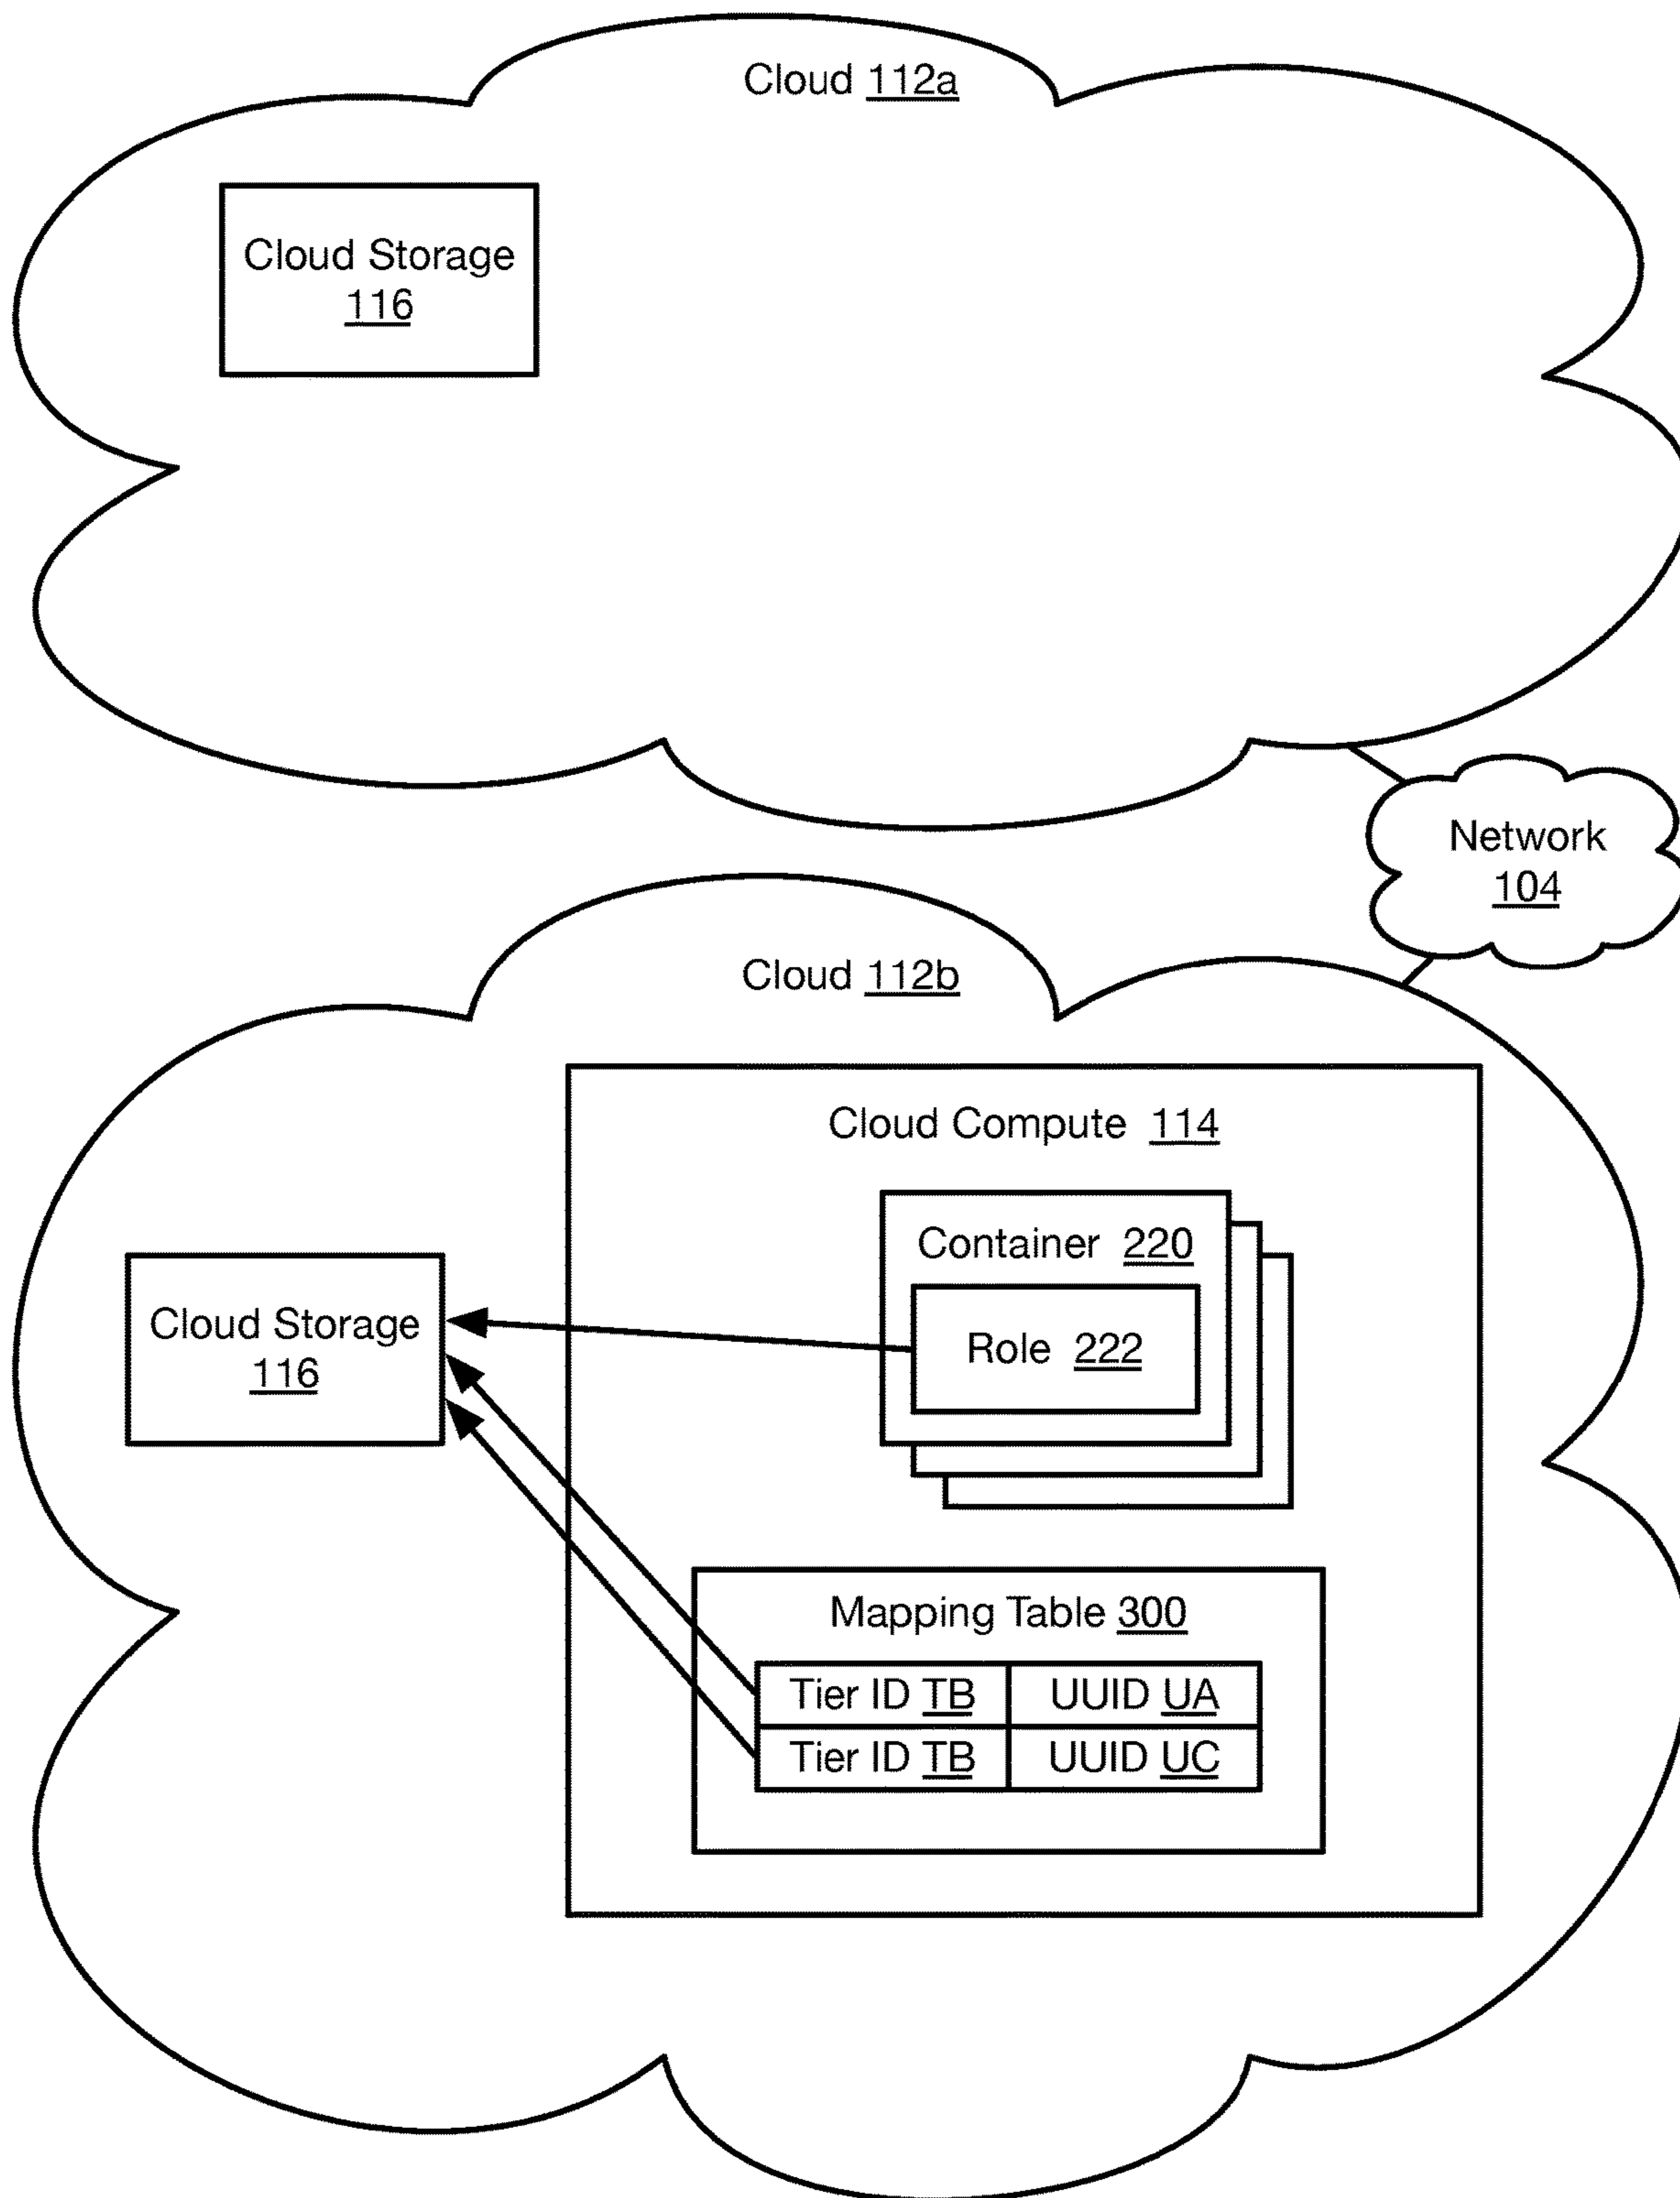 Cloud 112a
Cloud Storage
116
Network
104
Cloud 112b
Cloud Compute 114
Container 220
Cloud Storage
116
Role 222
Mapping Table 300
Tier ID TB UUID UA
Tier ID TB UUID UC